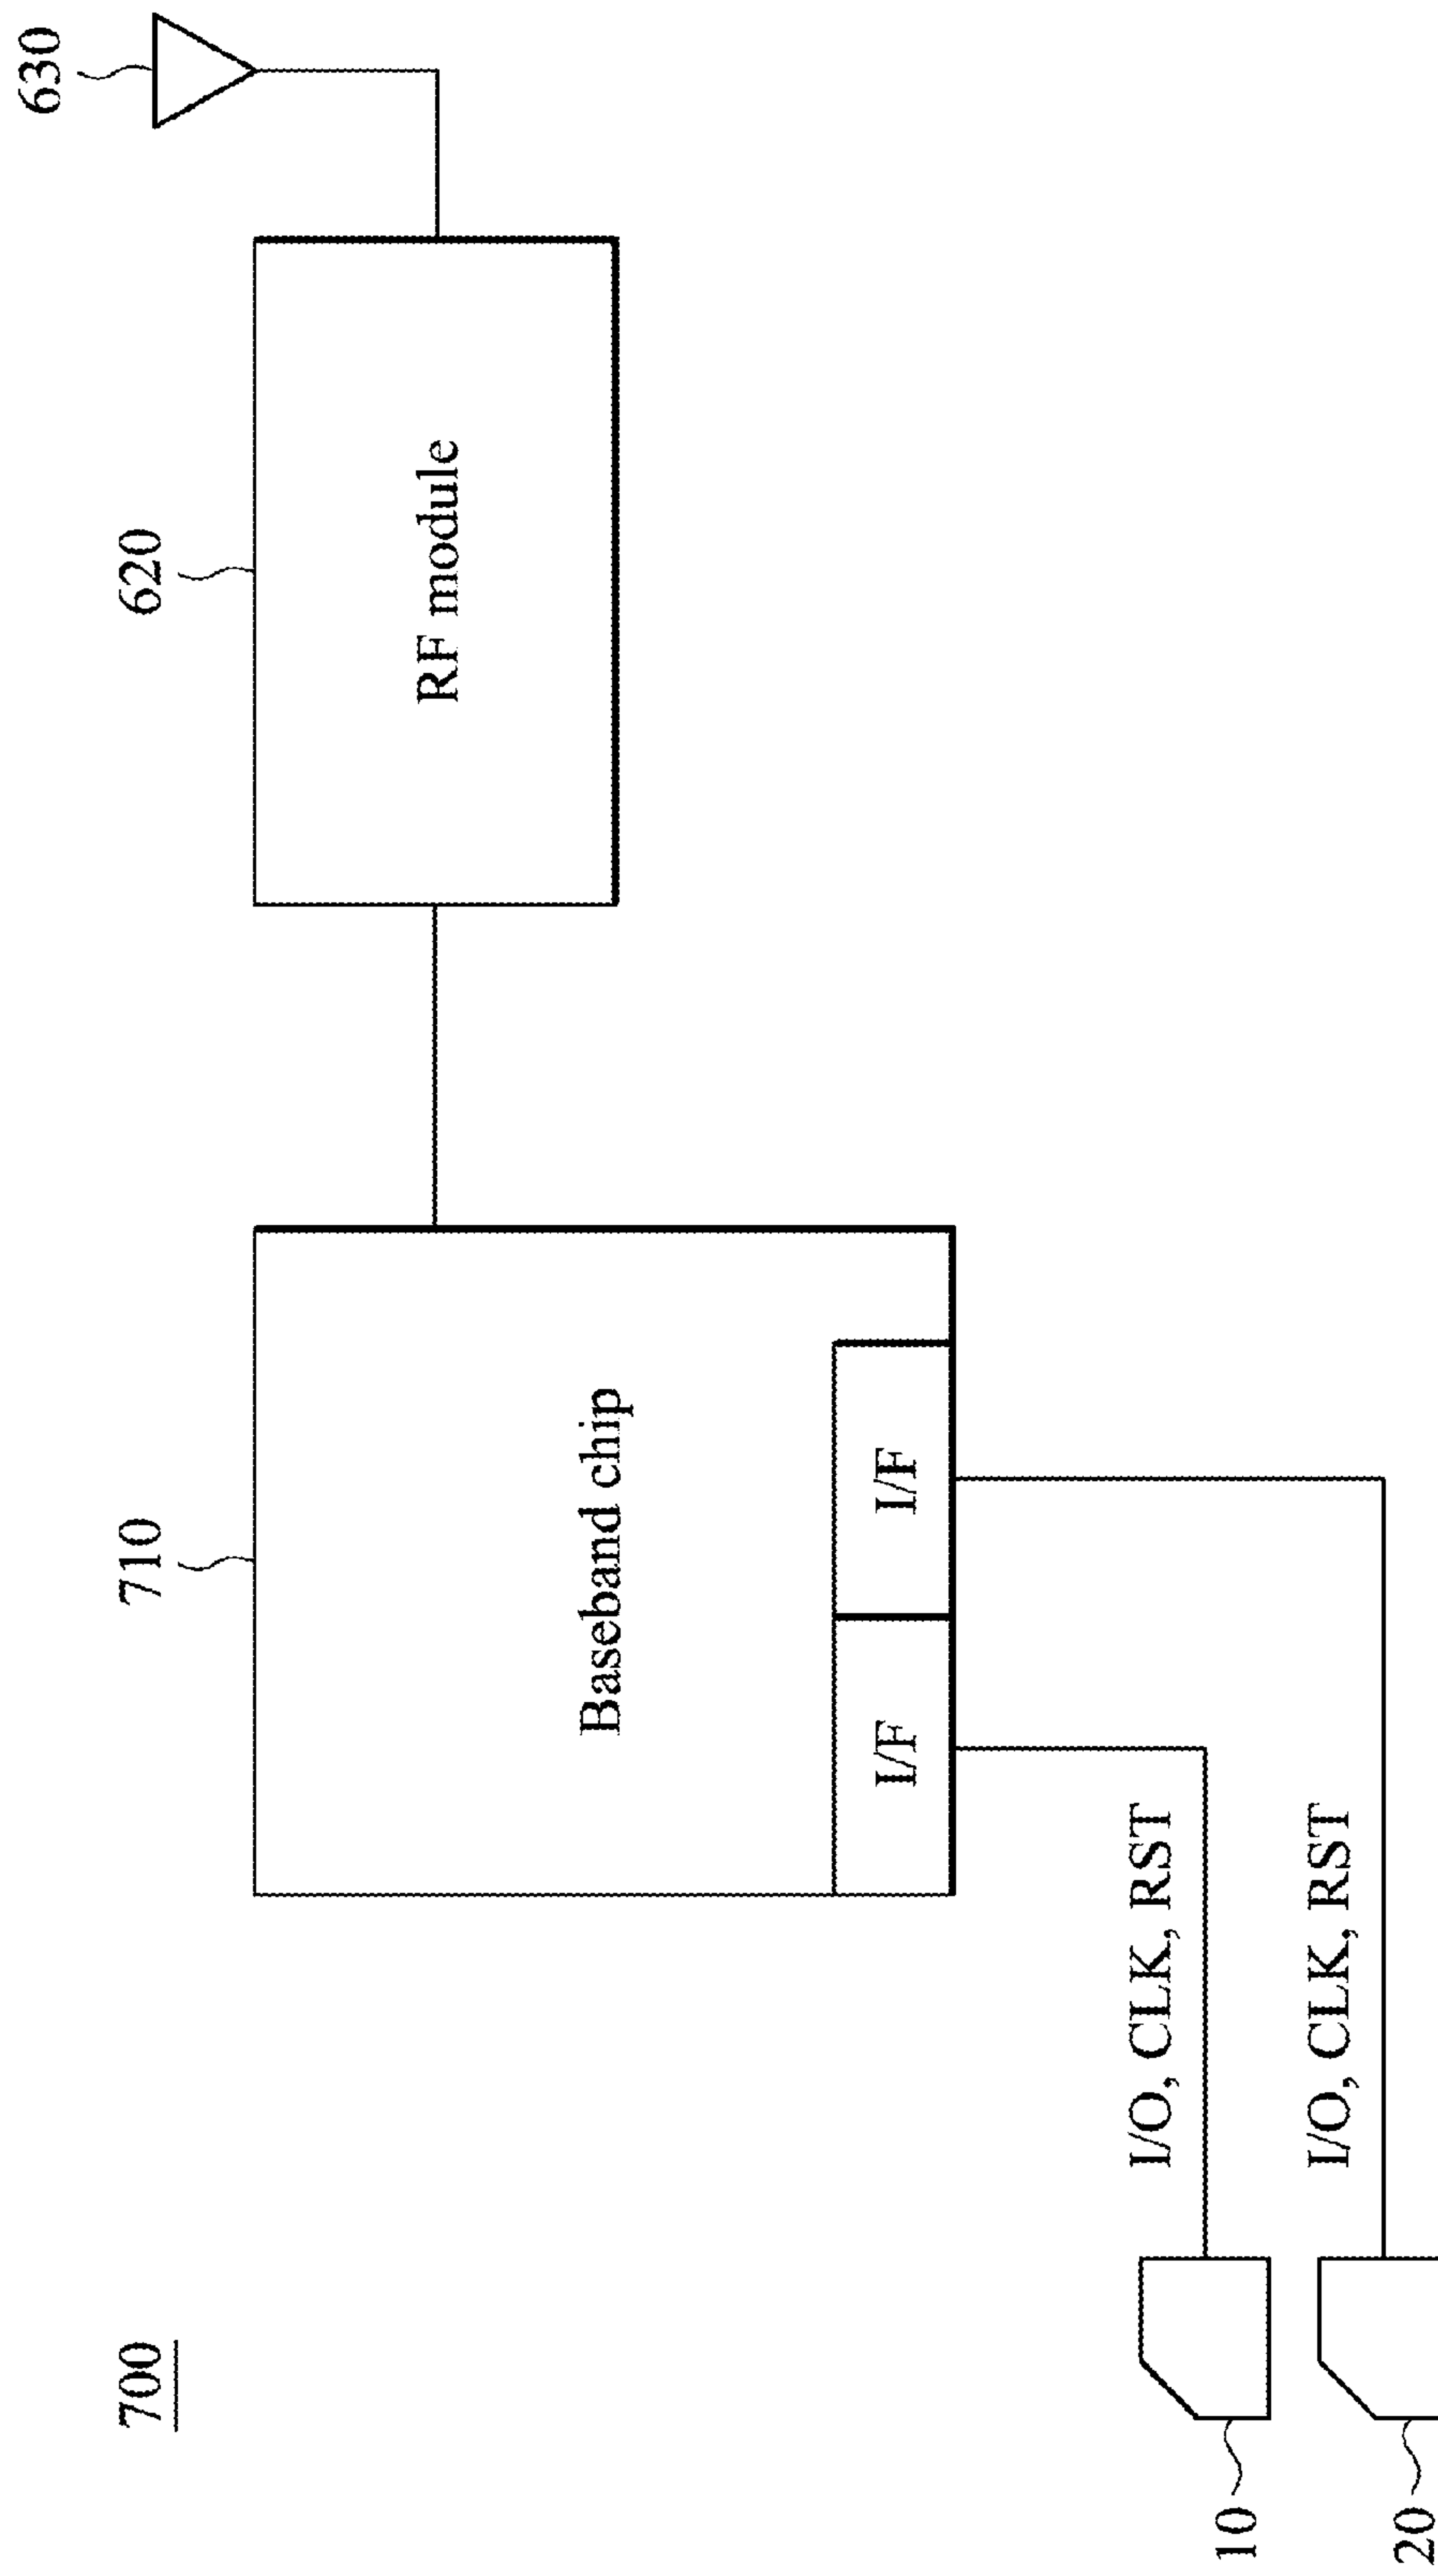 700
710
620
630
Baseband chip
RF module
I/F
I/F
I/O, CLK, RST
I/O, CLK, RST
10
20